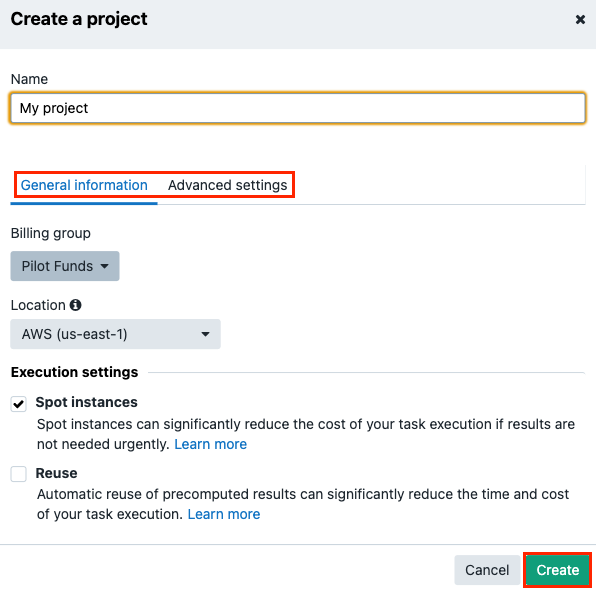 Create a project
Name
My project
General information
Advanced settings
Billing group
Pilot Funds
Location
AWS (us-east-1)
Execution settings
Spot instances
Spot instances can significantly reduce the cost of your task execution if results are
not needed urgently. Learn more
Reuse
Automatic reuse of precomputed results can significantly reduce the time and cost
of your task execution. Learn more
Cancel
Create